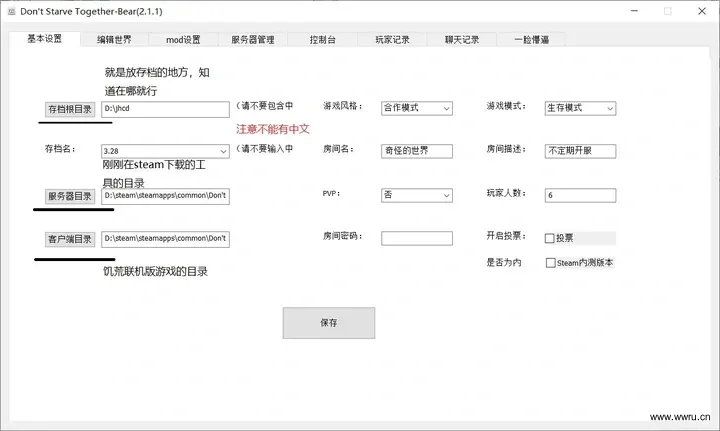 Don't Starve Together-Bear(2.1.1)
基本设置 编辑世界 mod设置 服务器管理 控制台 玩家记录 聊天记录 一脸懵逼
就是放存档的地方，知
道在哪就行
存档根目录 D:\jhcd （请不要包含中 游戏风格： 合作模式 游戏模式： 生存模式
注意不能有中文
存档名： 3.28 （请不要输入中 房间名： 奇怪的世界 房间描述： 不定期开服
刚刚在steam下载的工
具的目录
服务器目录 D:\steam\steamapps\common\Don't PVP： 否 玩家人数： 6
客户端目录 D:\steam\steamapps\common\Don't 房间密码： 开启投票： 投票
是否为内 Steam内测版本
饥荒联机版游戏的目录
保存
www.wwru.cn